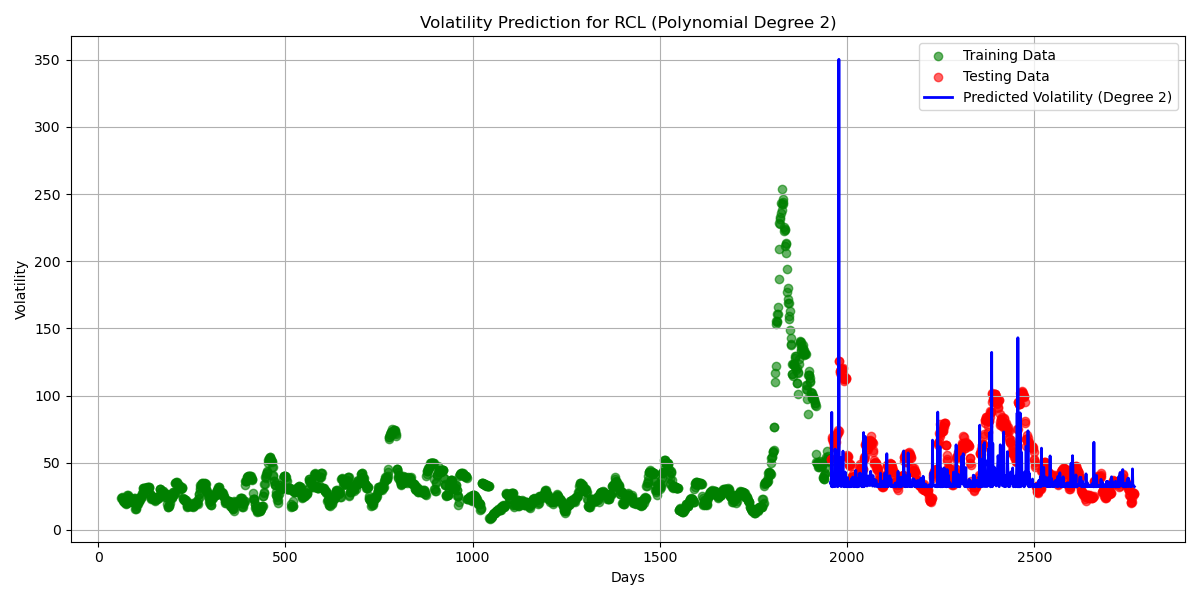 Volatility Prediction for RCL (Polynomial Degree 2)
Training Data
Testing Data
Predicted Volatility (Degree 2)
Volatility
350
300
250
200
150
100
50
0
0 500 1000 1500 2000 2500
Days